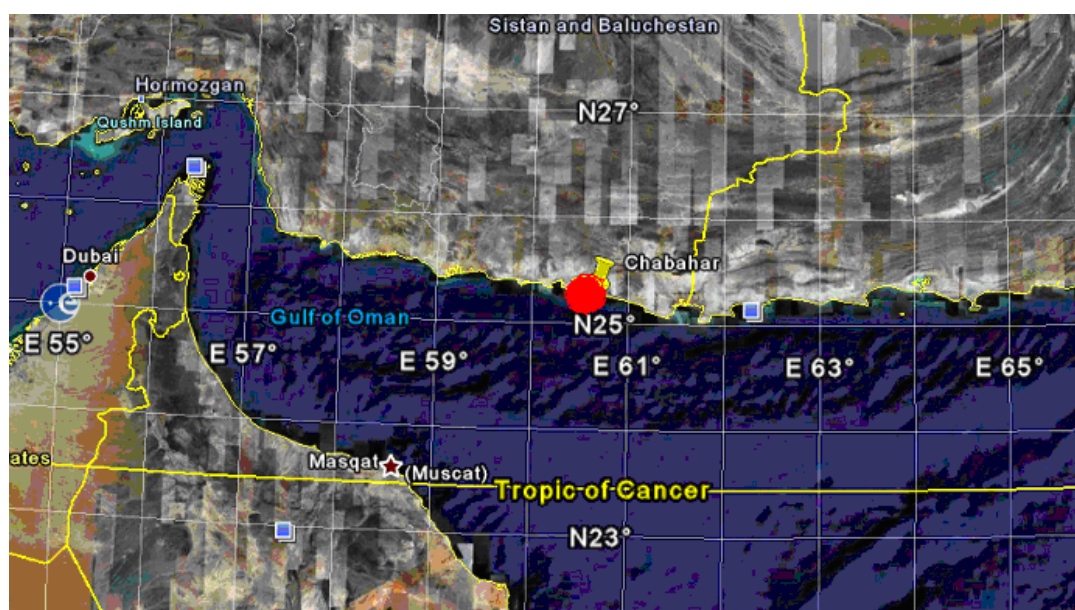 Sistan and Baluchestan
Hormozgan
N27°
Qushm Island
Dubai
Chabahar
Gulf of Oman
N25°
E 55°
E 57°
E 59°
E 61°
E 63°
E 65°
ates
Masqat
(Muscat)
Tropic of Cancer
N23°